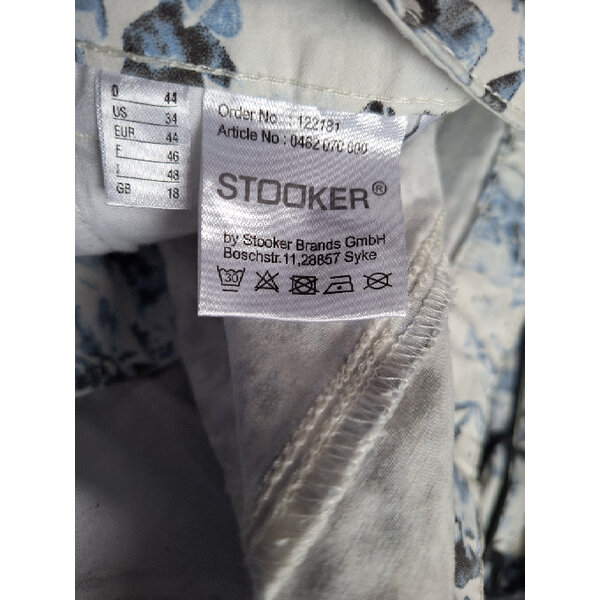 D 44
US 34
EUR 44
F 46
I 48
GB 18
Order No. : 122181
Article No : 0482 070 000
STOOKER®
by Stooker Brands GmbH
Boschstr.11,28857 Syke
30